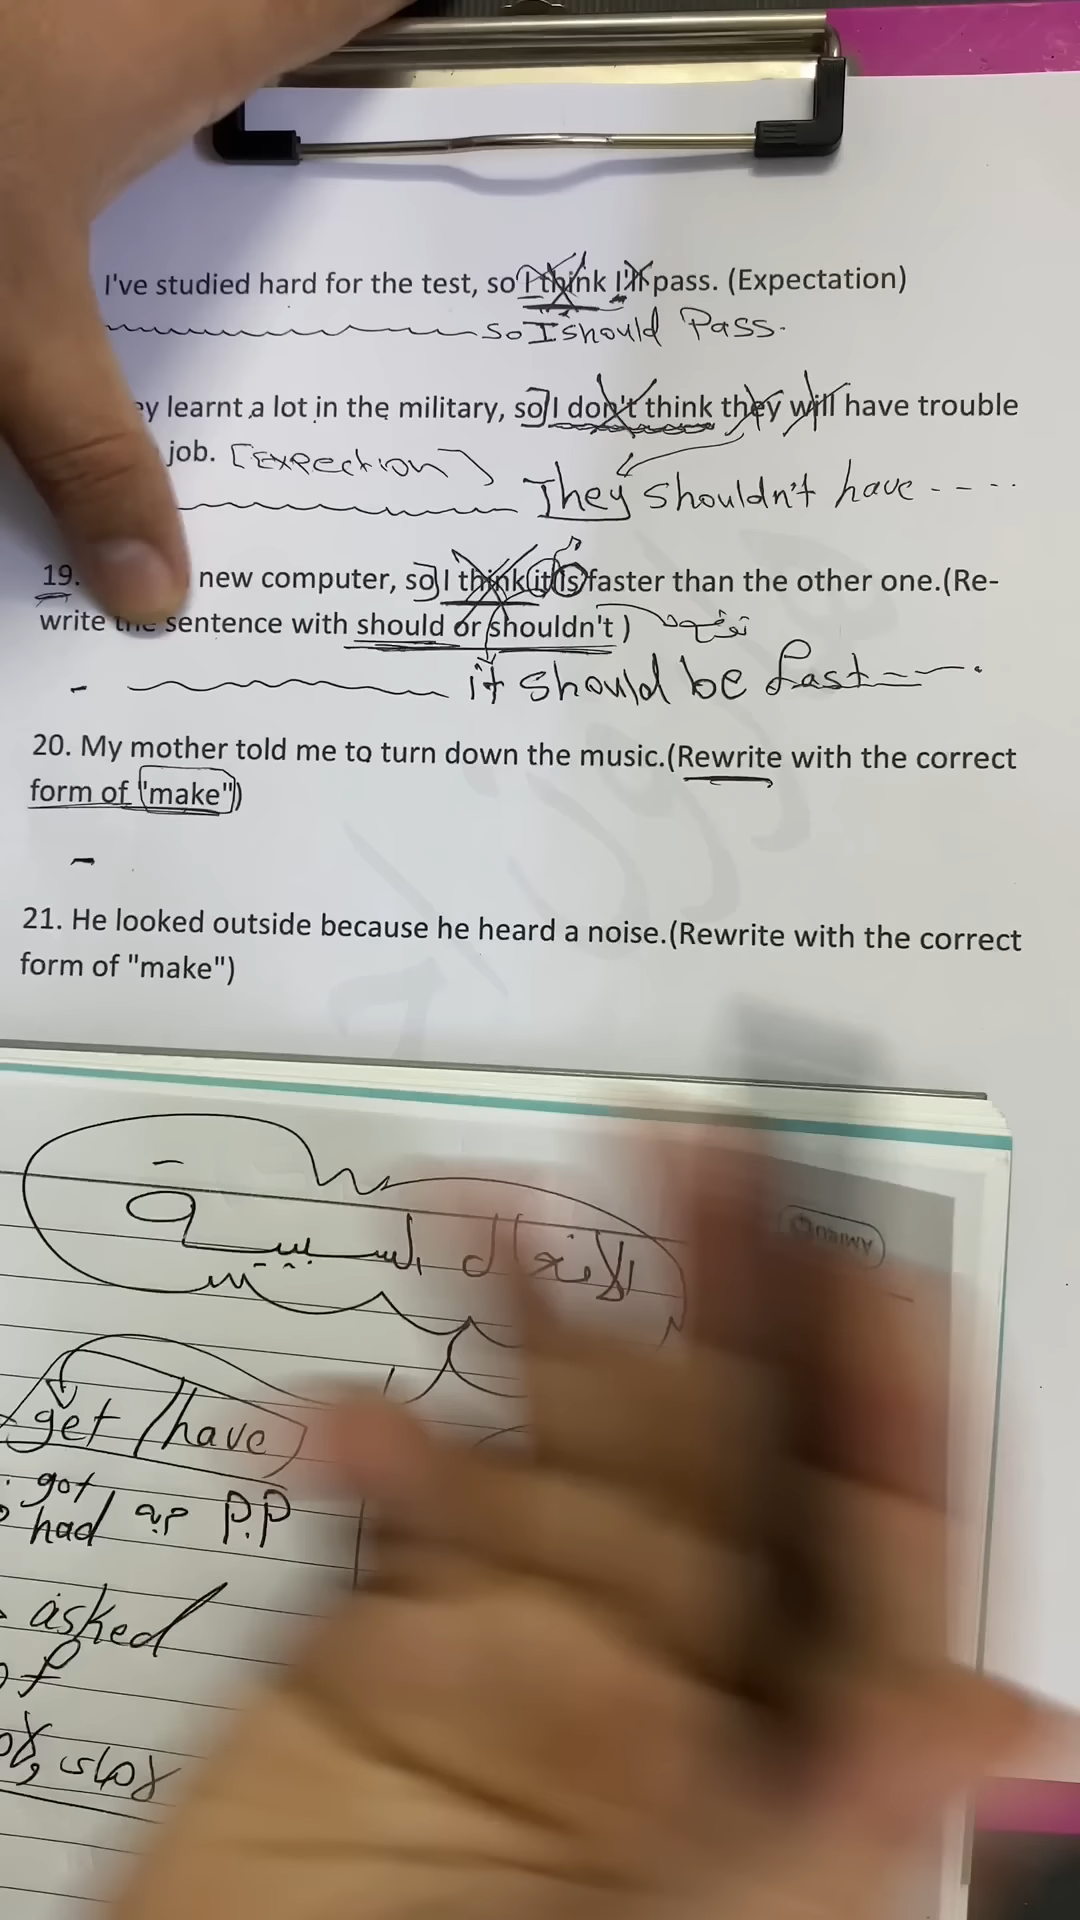 I've studied hard for the test, so I think I'll pass. (Expectation)
so I should Pass.
ey learnt a lot in the military, so I don't think they will have trouble
job. [Expection]
They shouldn't have ----
19. new computer, so I think it is faster than the other one.(Re-
write the sentence with should or shouldn't) توقعود
- it should be fast
20. My mother told me to turn down the music.(Rewrite with the correct
form of "make")
-
21. He looked outside because he heard a noise.(Rewrite with the correct
form of "make")
السببية
get / have
got
had P.P
asked